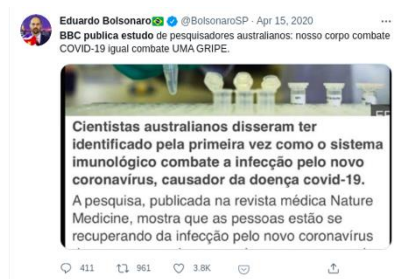 Eduardo Bolsonaro @BolsonaroSP · Apr 15, 2020
BBC publica estudo de pesquisadores australianos: nosso corpo combate
COVID-19 igual combate UMA GRIPE.
Cientistas australianos disseram ter
identificado pela primeira vez como o sistema
imunológico combate a infecção pelo novo
coronavírus, causador da doença covid-19.
A pesquisa, publicada na revista médica Nature
Medicine, mostra que as pessoas estão se
recuperando da infecção pelo novo coronavírus
411 961 3.8K